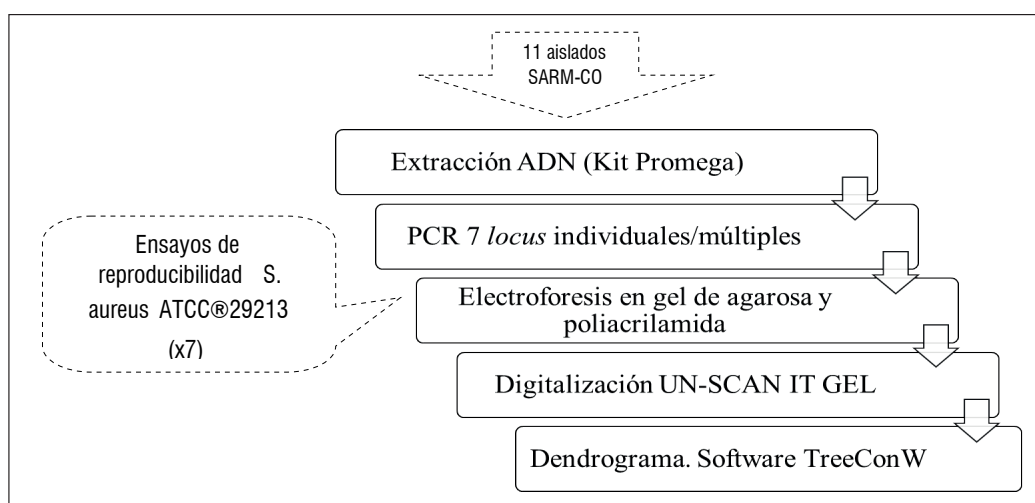 11 aislados
SARM-CO
Extracción ADN (Kit Promega)
PCR 7 locus individuales/múltiples
Ensayos de
reproducibilidad S.
aureus ATCC®29213
(x7)
Electroforesis en gel de agarosa y
poliacrilamida
Digitalización UN-SCAN IT GEL
Dendrograma. Software TreeConW